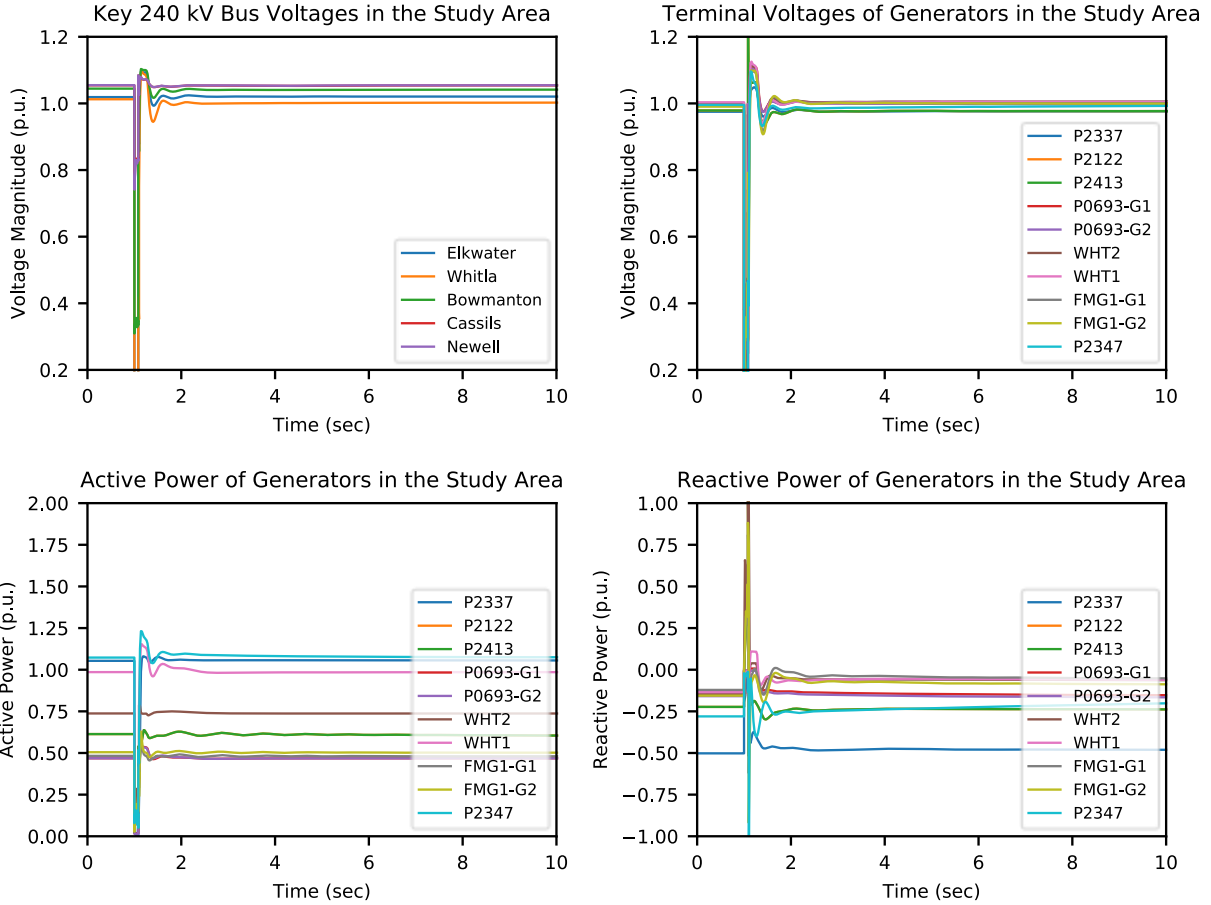 Key 240 kV Bus Voltages in the Study Area
1.2
1.0
0.8
0.6
0.4
0.2
Voltage Magnitude (p.u.)
Elkwater
Whitla
Bowmanton
Cassils
Newell
0 2 4 6 8 10
Time (sec)
Terminal Voltages of Generators in the Study Area
1.2
1.0
0.8
0.6
0.4
0.2
Voltage Magnitude (p.u.)
P2337
P2122
P2413
P0693-G1
P0693-G2
WHT2
WHT1
FMG1-G1
FMG1-G2
P2347
0 2 4 6 8 10
Time (sec)
Active Power of Generators in the Study Area
2.00
1.75
1.50
1.25
1.00
0.75
0.50
0.25
0.00
Active Power (p.u.)
P2337
P2122
P2413
P0693-G1
P0693-G2
WHT2
WHT1
FMG1-G1
FMG1-G2
P2347
0 2 4 6 8 10
Time (sec)
Reactive Power of Generators in the Study Area
1.00
0.75
0.50
0.25
0.00
−0.25
−0.50
−0.75
−1.00
Reactive Power (p.u.)
P2337
P2122
P2413
P0693-G1
P0693-G2
WHT2
WHT1
FMG1-G1
FMG1-G2
P2347
0 2 4 6 8 10
Time (sec)